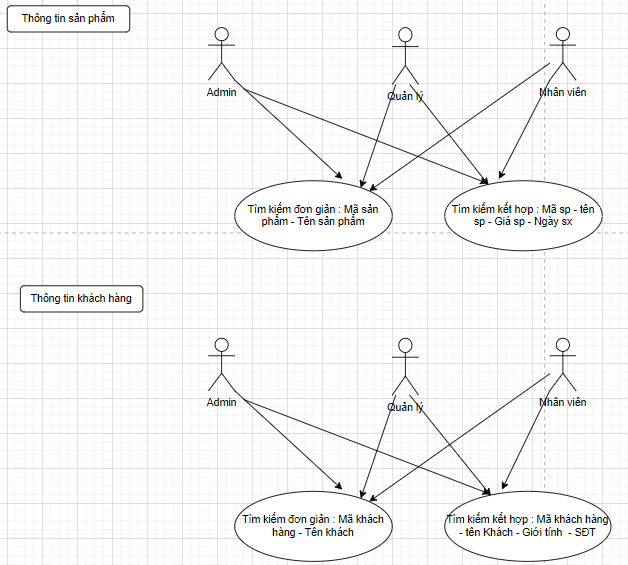 Thông tin sản phẩm
Admin
Quản lý
Nhân viên
Tìm kiếm đơn giản : Mã sản
phẩm - Tên sản phẩm
Tìm kiếm kết hợp : Mã sp - tên
sp - Giá sp - Ngày sx
Thông tin khách hàng
Admin
Quản lý
Nhân viên
Tìm kiếm đơn giản : Mã khách
hàng - Tên khách
Tìm kiếm kết hợp : Mã khách hàng
- tên Khách - Giới tính - SĐT